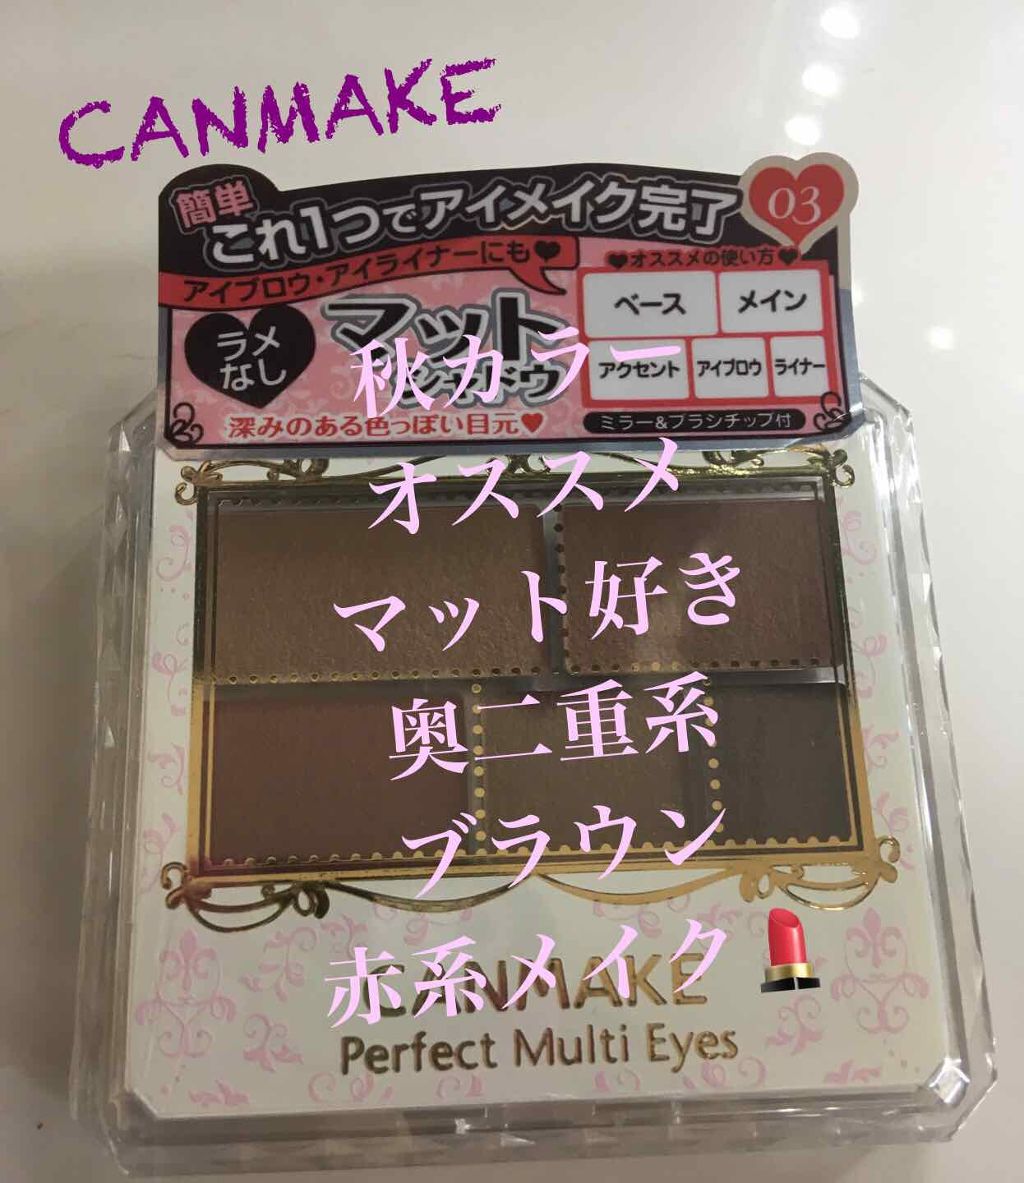 CANMAKE
簡単
これ1つでアイメイク完了
03
アイブロウ・アイライナーにも♥
♥オススメの使い方♥
ラメ
なし
マット
シャドウ
ベース
メイン
アクセント
アイブロウ
ライナー
深みのある色っぽい目元♥
ミラー&ブラシチップ付
秋カラー
オススメ
マット好き
奥二重系
ブラウン
赤系メイク💄
CANMAKE
Perfect Multi Eyes